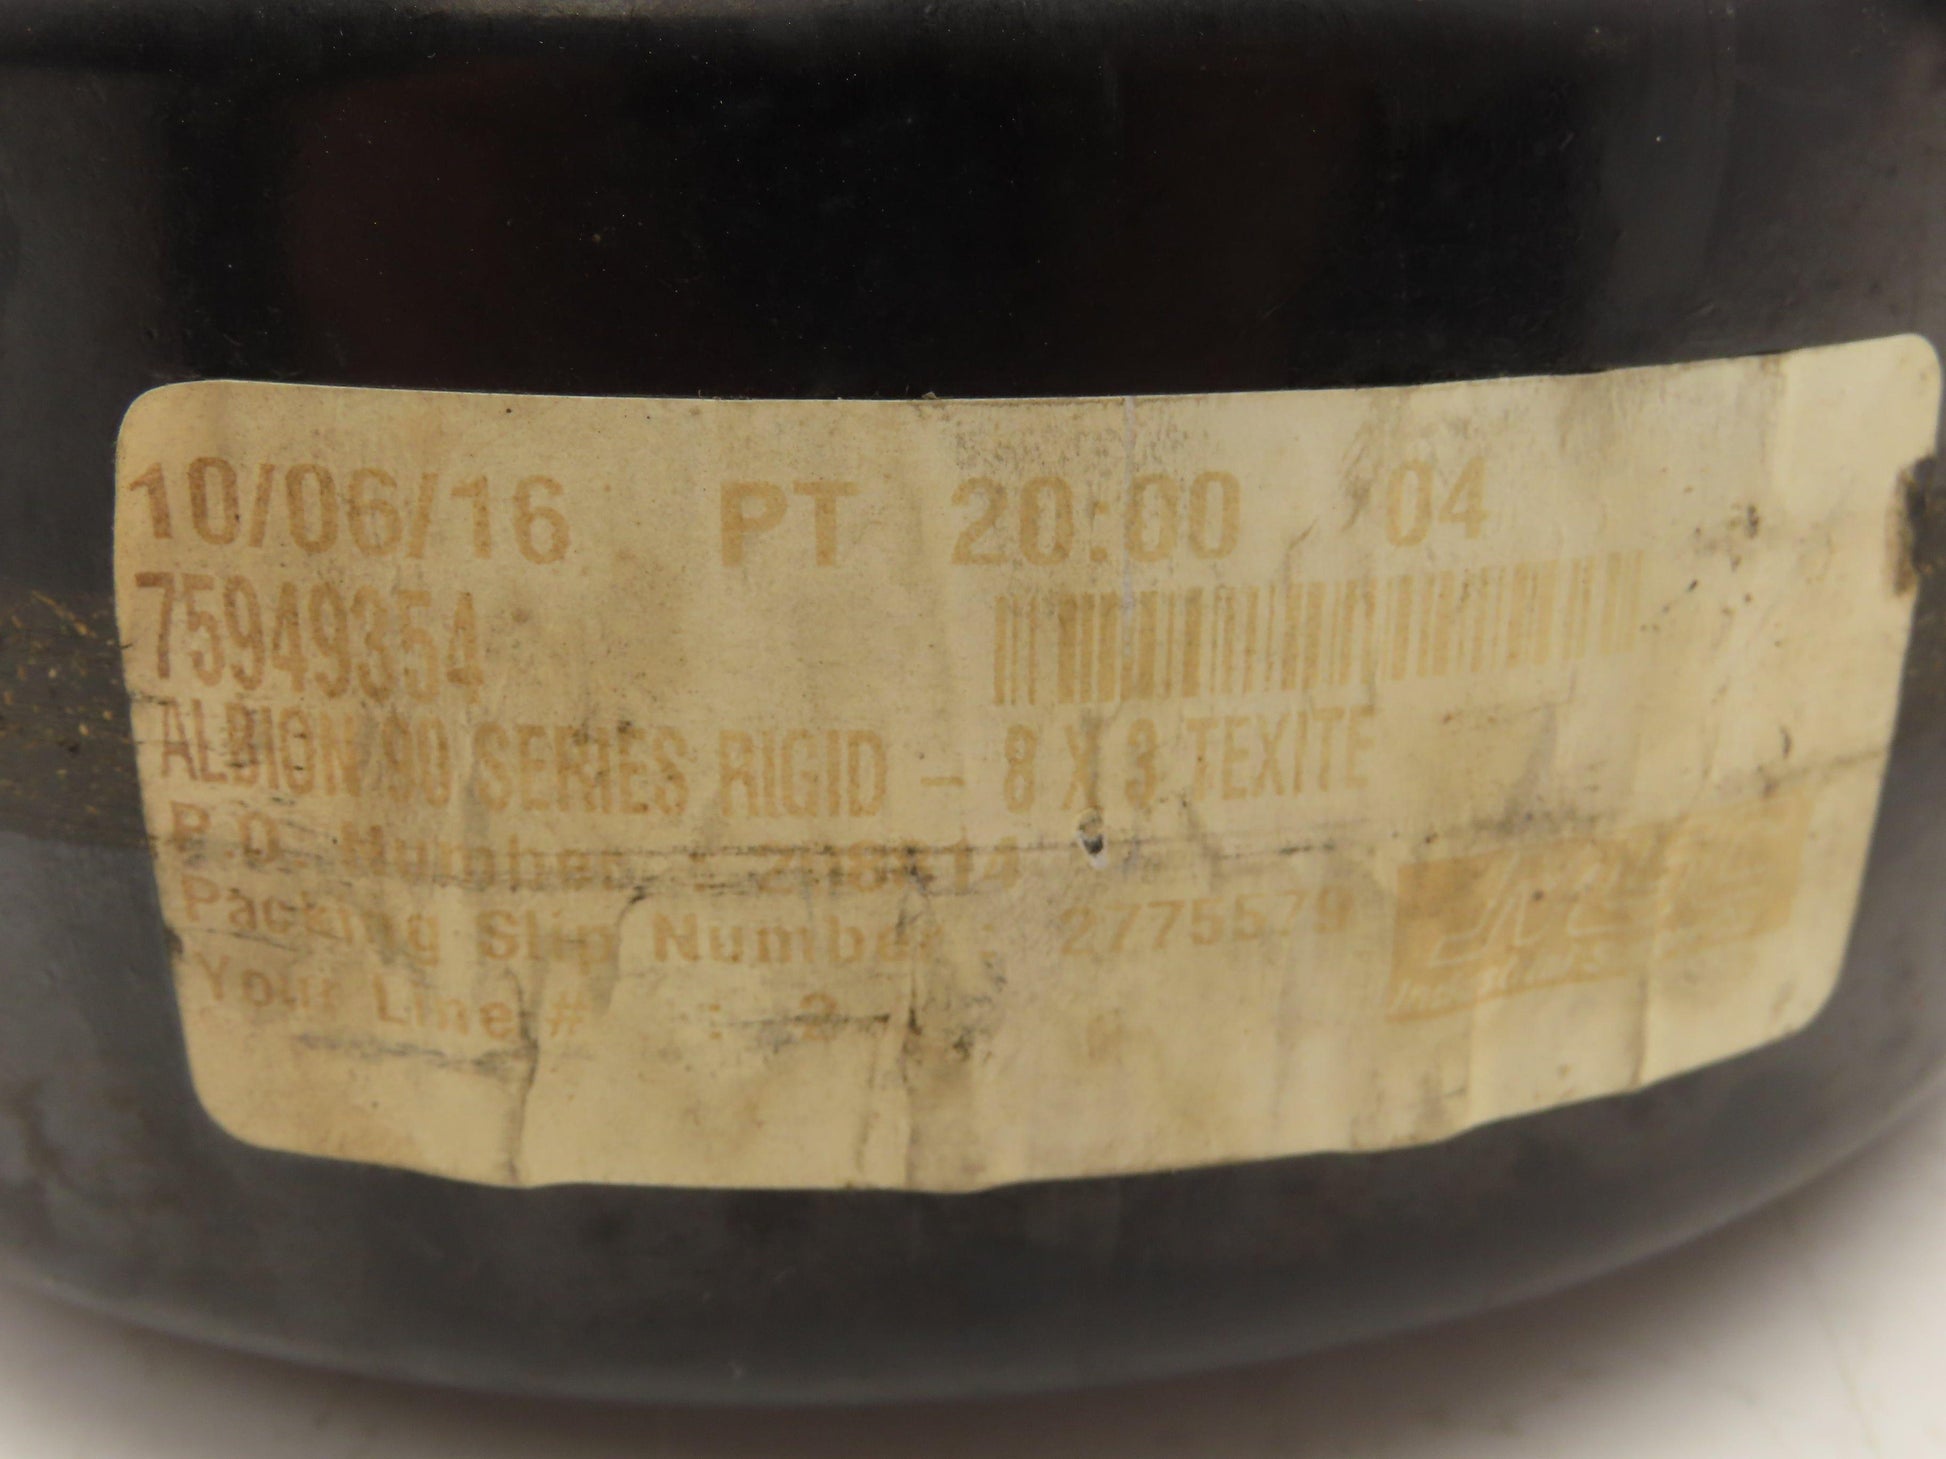 10/06/16 PT 20:00 04
75949354
ALBION 90 SERIES RIGID - 8 X 3 TEXITE
P.O. Number :
Packing Slip Number: 2775579
Your Line # : 2